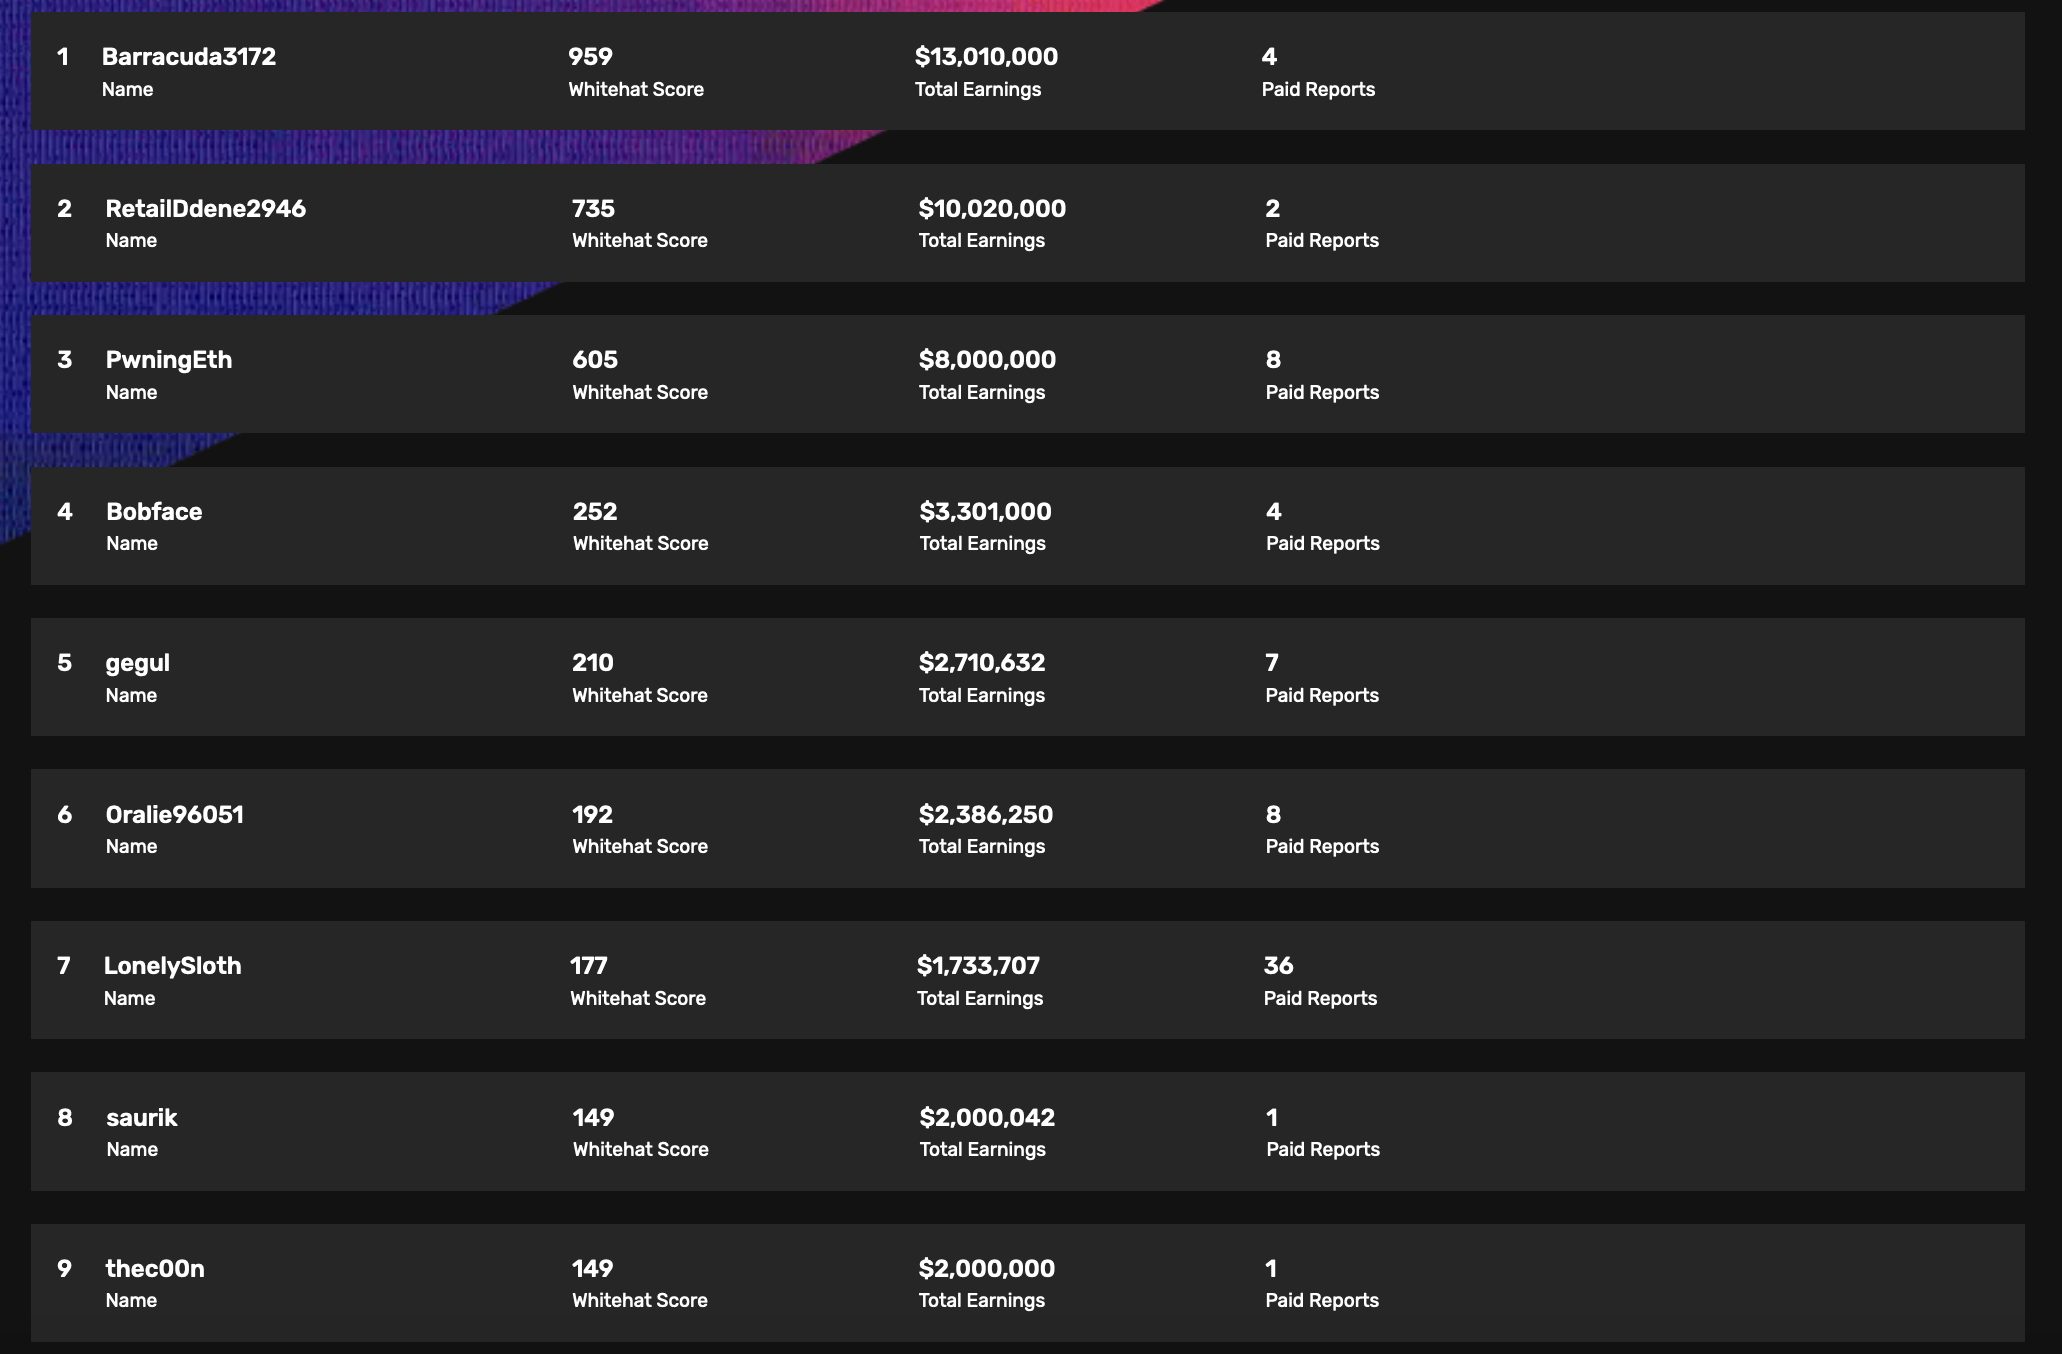 1 Barracuda3172 959 $13,010,000 4
Name Whitehat Score Total Earnings Paid Reports
2 RetailDdene2946 735 $10,020,000 2
Name Whitehat Score Total Earnings Paid Reports
3 PwningEth 605 $8,000,000 8
Name Whitehat Score Total Earnings Paid Reports
4 Bobface 252 $3,301,000 4
Name Whitehat Score Total Earnings Paid Reports
5 gegul 210 $2,710,632 7
Name Whitehat Score Total Earnings Paid Reports
6 Oralie96051 192 $2,386,250 8
Name Whitehat Score Total Earnings Paid Reports
7 LonelySloth 177 $1,733,707 36
Name Whitehat Score Total Earnings Paid Reports
8 saurik 149 $2,000,042 1
Name Whitehat Score Total Earnings Paid Reports
9 thec00n 149 $2,000,000 1
Name Whitehat Score Total Earnings Paid Reports